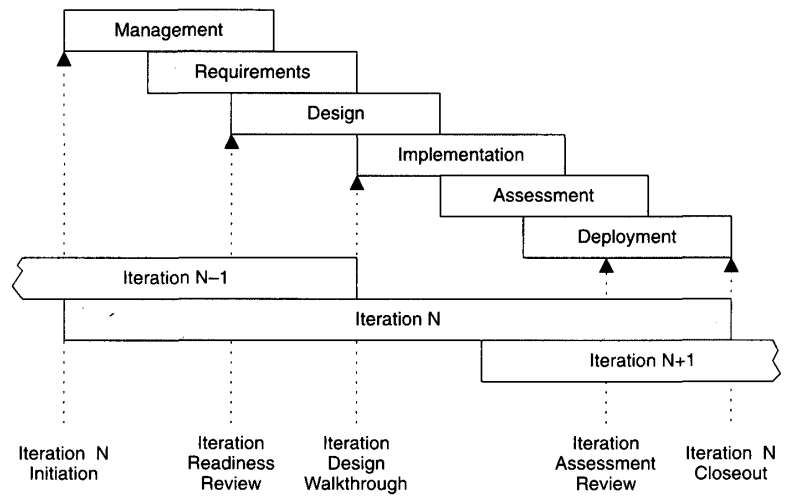 Management
Requirements
Design
Implementation
Assessment
Deployment
Iteration N–1
Iteration N
Iteration N+1
Iteration N
Initiation
Iteration
Readiness
Review
Iteration
Design
Walkthrough
Iteration
Assessment
Review
Iteration N
Closeout